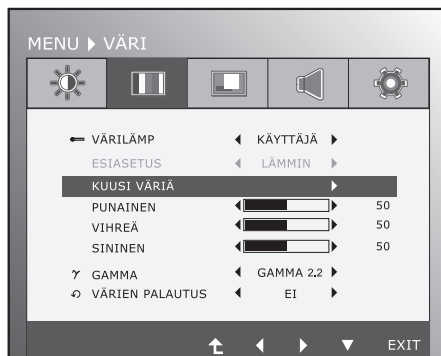 MENU ▶ VÄRI
VÄRILÄMP ◀ KÄYTTÄJÄ ▶
ESIASETUS ◀ LÄMMIN ▶
KUUSI VÄRIÄ ▶
PUNAINEN ◀ ▶ 50
VIHREÄ ◀ ▶ 50
SININEN ◀ ▶ 50
γ GAMMA ◀ GAMMA 2.2 ▶
VÄRIEN PALAUTUS ◀ EI ▶
◀ ▶ ▼ EXIT